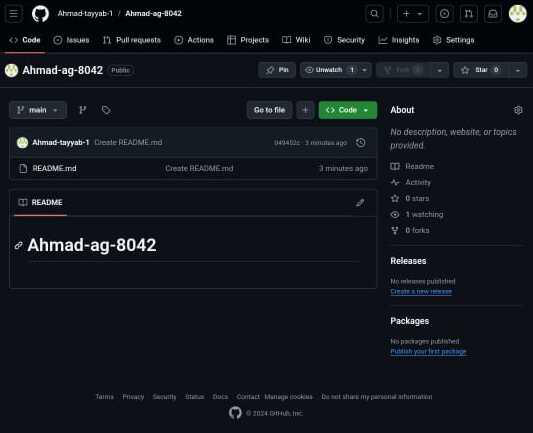 Ahmad-tayyab-1 / Ahmad-ag-8042
Code Issues Pull requests Actions Projects Wiki Security Insights Settings
Ahmad-ag-8042 Public Pin Unwatch 1 Fork 0 Star 0
main Go to file Code
Ahmad-tayyab-1 Create README.md 049452c · 3 minutes ago
README.md Create README.md 3 minutes ago
README
Ahmad-ag-8042
About
No description, website, or topics
provided.
Readme
Activity
0 stars
1 watching
0 forks
Releases
No releases published
Create a new release
Packages
No packages published
Publish your first package
Terms Privacy Security Status Docs Contact Manage cookies Do not share my personal information
© 2024 GitHub, Inc.